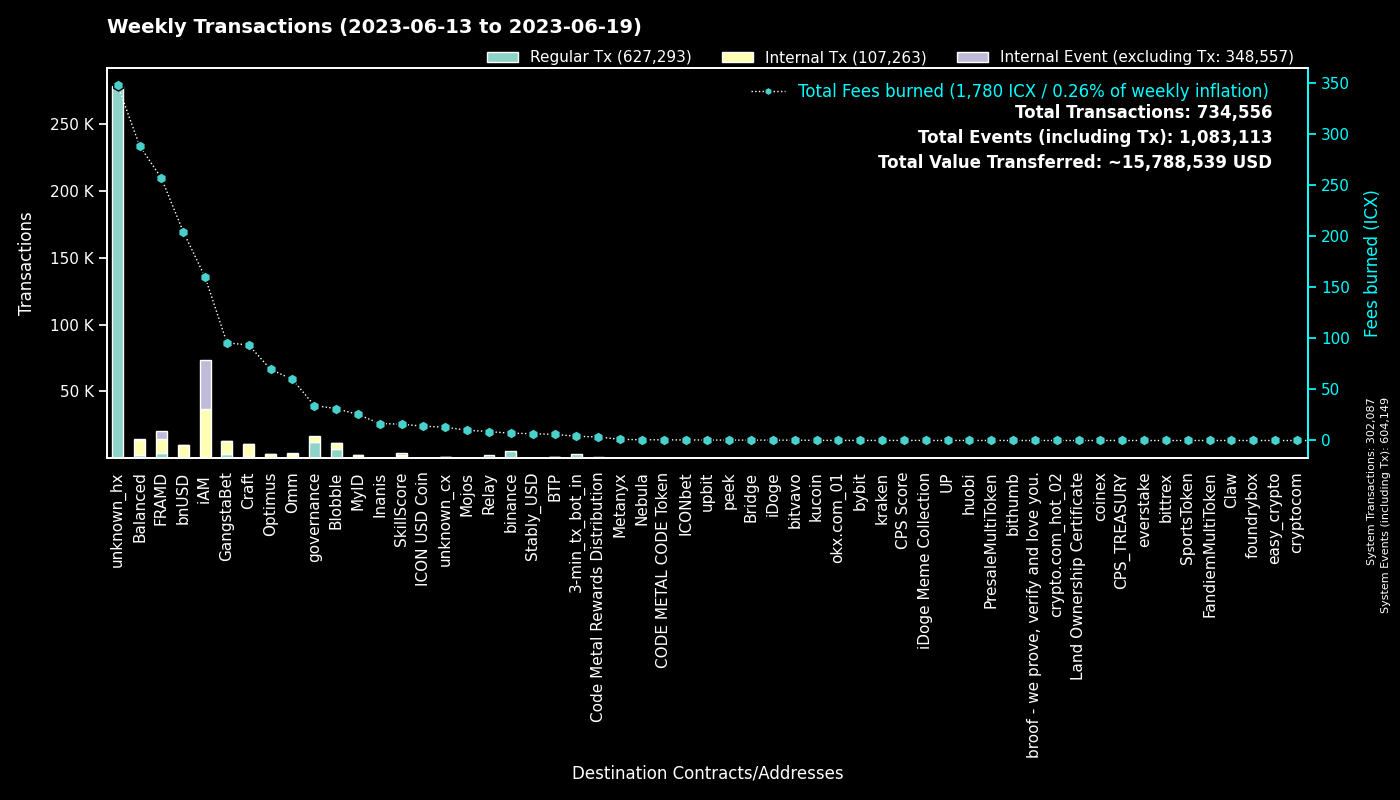 Weekly Transactions (2023-06-13 to 2023-06-19)
Regular Tx (627,293)
Internal Tx (107,263)
Internal Event (excluding Tx: 348,557)
Total Fees burned (1,780 ICX / 0.26% of weekly inflation)
Total Transactions: 734,556
Total Events (including Tx): 1,083,113
Total Value Transferred: ~15,788,539 USD
Transactions
250 K
200 K
150 K
100 K
50 K
350
300
250
200
150
100
50
0
Fees burned (ICX)
System Transactions: 302,087
System Events (including Tx): 604,149
unknown_hx
Balanced
FRAMD
bnUSD
iAM
GangstaBet
Craft
Optimus
Omm
governance
Blobble
MyID
Inanis
SkillScore
ICON USD Coin
unknown_cx
Mojos
Relay
binance
Stably_USD
BTP
3-min_tx_bot_in
Code Metal Rewards Distribution
Metanyx
Nebula
CODE METAL CODE Token
ICONbet
upbit
peek
Bridge
iDoge
bitvavo
kucoin
okx.com_01
bybit
kraken
CPS Score
iDoge Meme Collection
UP
huobi
PresaleMultiToken
bithumb
broof - we prove, verify and love you.
crypto.com_hot_02
Land Ownership Certificate
coinex
CPS_TREASURY
everstake
bittrex
SportsToken
FandiemMultiToken
Claw
foundrybox
easy_crypto
cryptocom
Destination Contracts/Addresses